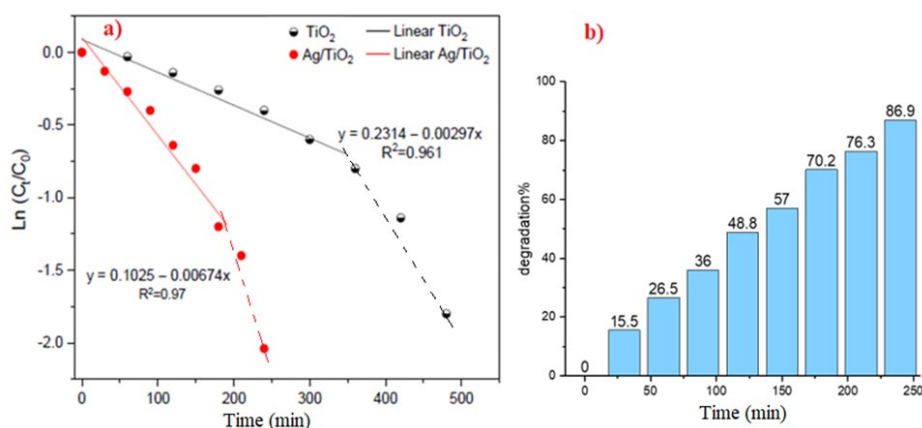 a)
TiO₂
Linear TiO₂
Ag/TiO₂
Linear Ag/TiO₂
0.0
-0.5
-1.0
-1.5
-2.0
Ln (Cₜ/C₀)
y = 0.2314 – 0.00297x
R²=0.961
y = 0.1025 – 0.00674x
R²=0.97
0 100 200 300 400 500
Time (min)
b)
100
80
60
40
20
0
degradation%
0 15.5 26.5 36 48.8 57 70.2 76.3 86.9
0 50 100 150 200 250
Time (min)